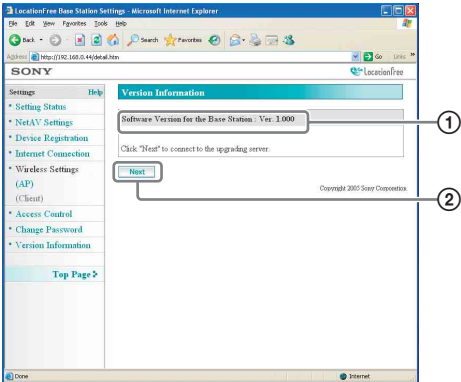 LocationFree Base Station Settings - Microsoft Internet Explorer
File Edit View Favorites Tools Help
Back Search Favorites
Address http://192.168.0.44/detail.htm Go Links »
SONY LocationFree
Settings Help
Setting Status
NetAV Settings
Device Registration
Internet Connection
Wireless Settings
(AP)
(Client)
Access Control
Change Password
Version Information
Top Page
Version Information
Software Version for the Base Station : Ver. 1.000
Click "Next" to connect to the upgrading server.
Next
Copyright 2005 Sony Corporation
1
2
Done Internet